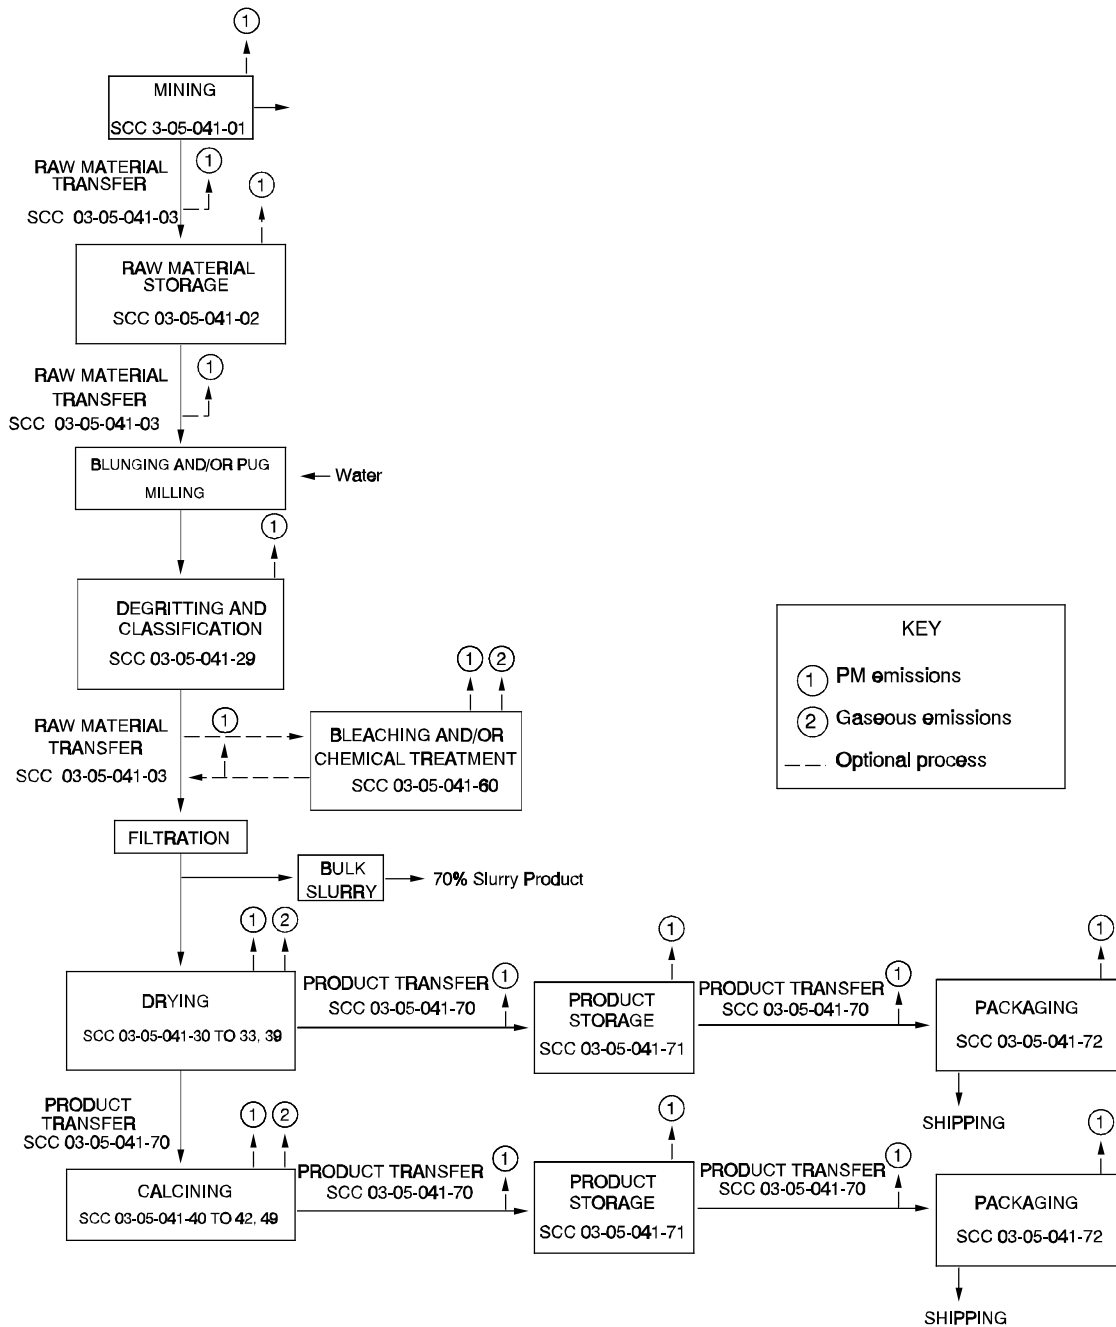 1
MINING
SCC 3-05-041-01
RAW MATERIAL
TRANSFER
SCC 03-05-041-03
1
1
RAW MATERIAL
STORAGE
SCC 03-05-041-02
RAW MATERIAL
TRANSFER
SCC 03-05-041-03
1
BLUNGING AND/OR PUG
MILLING
Water
1
DEGRITTING AND
CLASSIFICATION
SCC 03-05-041-29
RAW MATERIAL
TRANSFER
SCC 03-05-041-03
1
1
2
BLEACHING AND/OR
CHEMICAL TREATMENT
SCC 03-05-041-60
KEY
1 PM emissions
2 Gaseous emissions
Optional process
FILTRATION
BULK
SLURRY
70% Slurry Product
1
2
DRYING
SCC 03-05-041-30 TO 33, 39
PRODUCT TRANSFER
SCC 03-05-041-70
1
1
PRODUCT
STORAGE
SCC 03-05-041-71
PRODUCT TRANSFER
SCC 03-05-041-70
1
1
PACKAGING
SCC 03-05-041-72
SHIPPING
PRODUCT
TRANSFER
SCC 03-05-041-70
1
2
CALCINING
SCC 03-05-041-40 TO 42, 49
PRODUCT TRANSFER
SCC 03-05-041-70
1
1
PRODUCT
STORAGE
SCC 03-05-041-71
PRODUCT TRANSFER
SCC 03-05-041-70
1
1
PACKAGING
SCC 03-05-041-72
SHIPPING